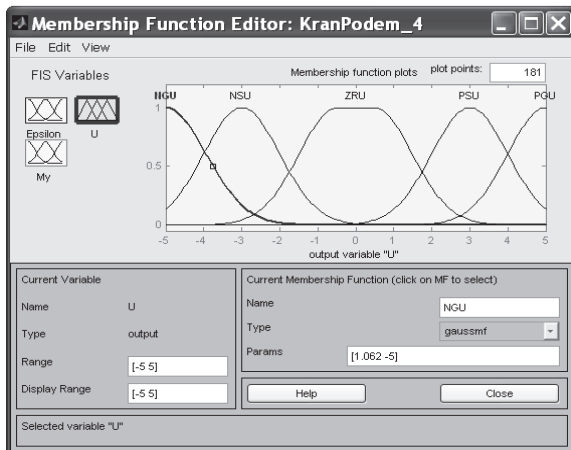 Membership Function Editor: KranPodem_4
File Edit View
FIS Variables
Membership function plots
plot points:
181
Epsilon
U
My
NGU
NSU
ZRU
PSU
PGU
1
0.5
0
-5 -4 -3 -2 -1 0 1 2 3 4 5
output variable "U"
Current Variable
Name U
Type output
Range [-5 5]
Display Range [-5 5]
Current Membership Function (click on MF to select)
Name NGU
Type gaussmf
Params [1.062 -5]
Help
Close
Selected variable "U"